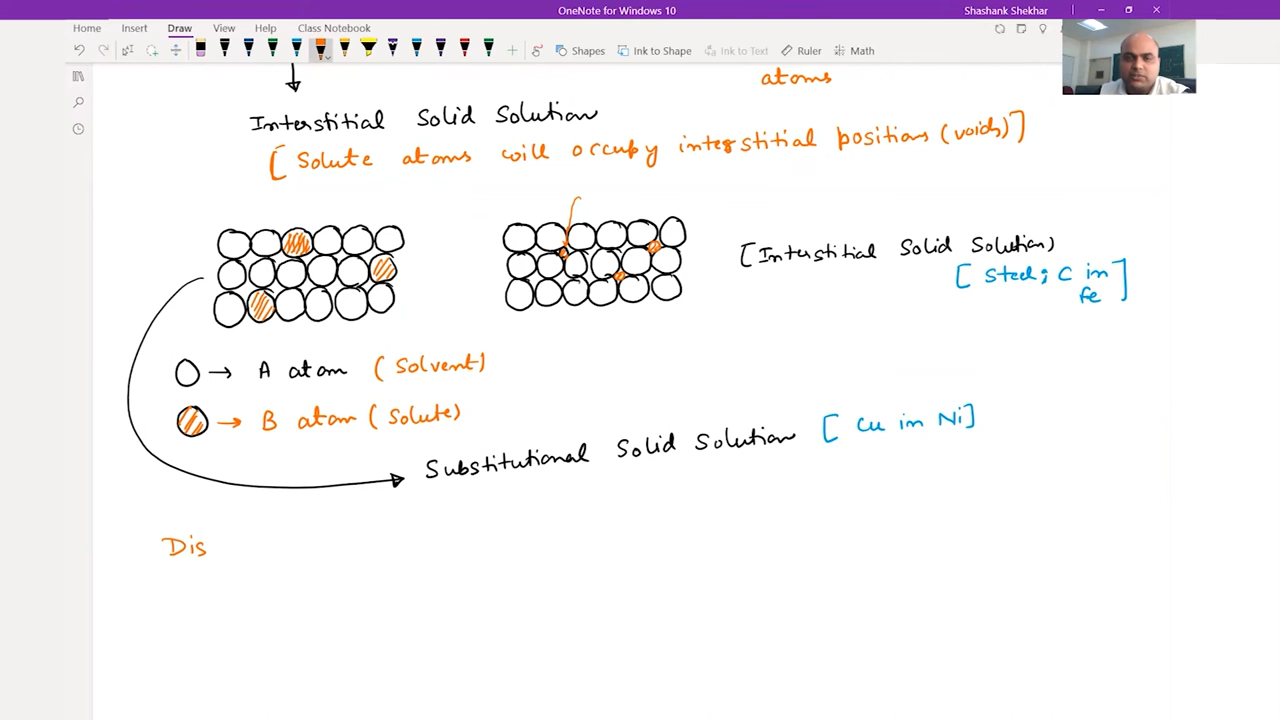 OneNote for Windows 10
Shashank Shekhar
Home Insert Draw View Help Class Notebook
Shapes Ink to Shape Ink to Text Ruler Math
atoms
Interstitial Solid Solution
[Solute atoms will occupy interstitial positions (voids)]
[Interstitial Solid Solution)
[Steel; C in
Fe]
A atom (Solvent)
B atom (Solute)
Substitutional Solid Solution [Cu in Ni]
Dis